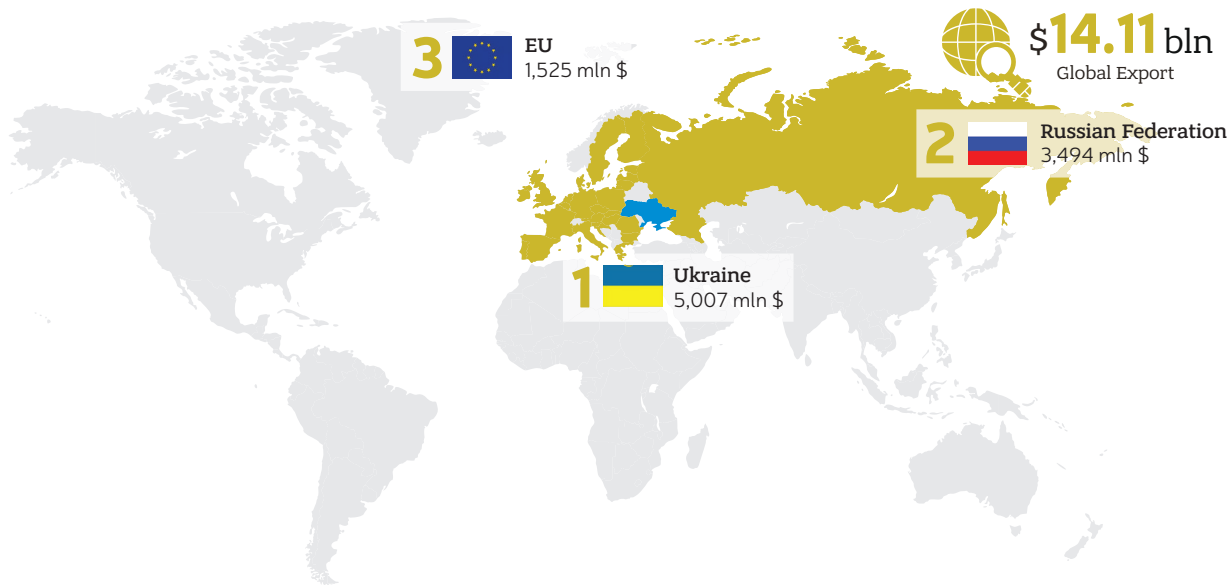 3
EU
1,525 mln $
$14.11 bln
Global Export
2
Russian Federation
3,494 mln $
1
Ukraine
5,007 mln $